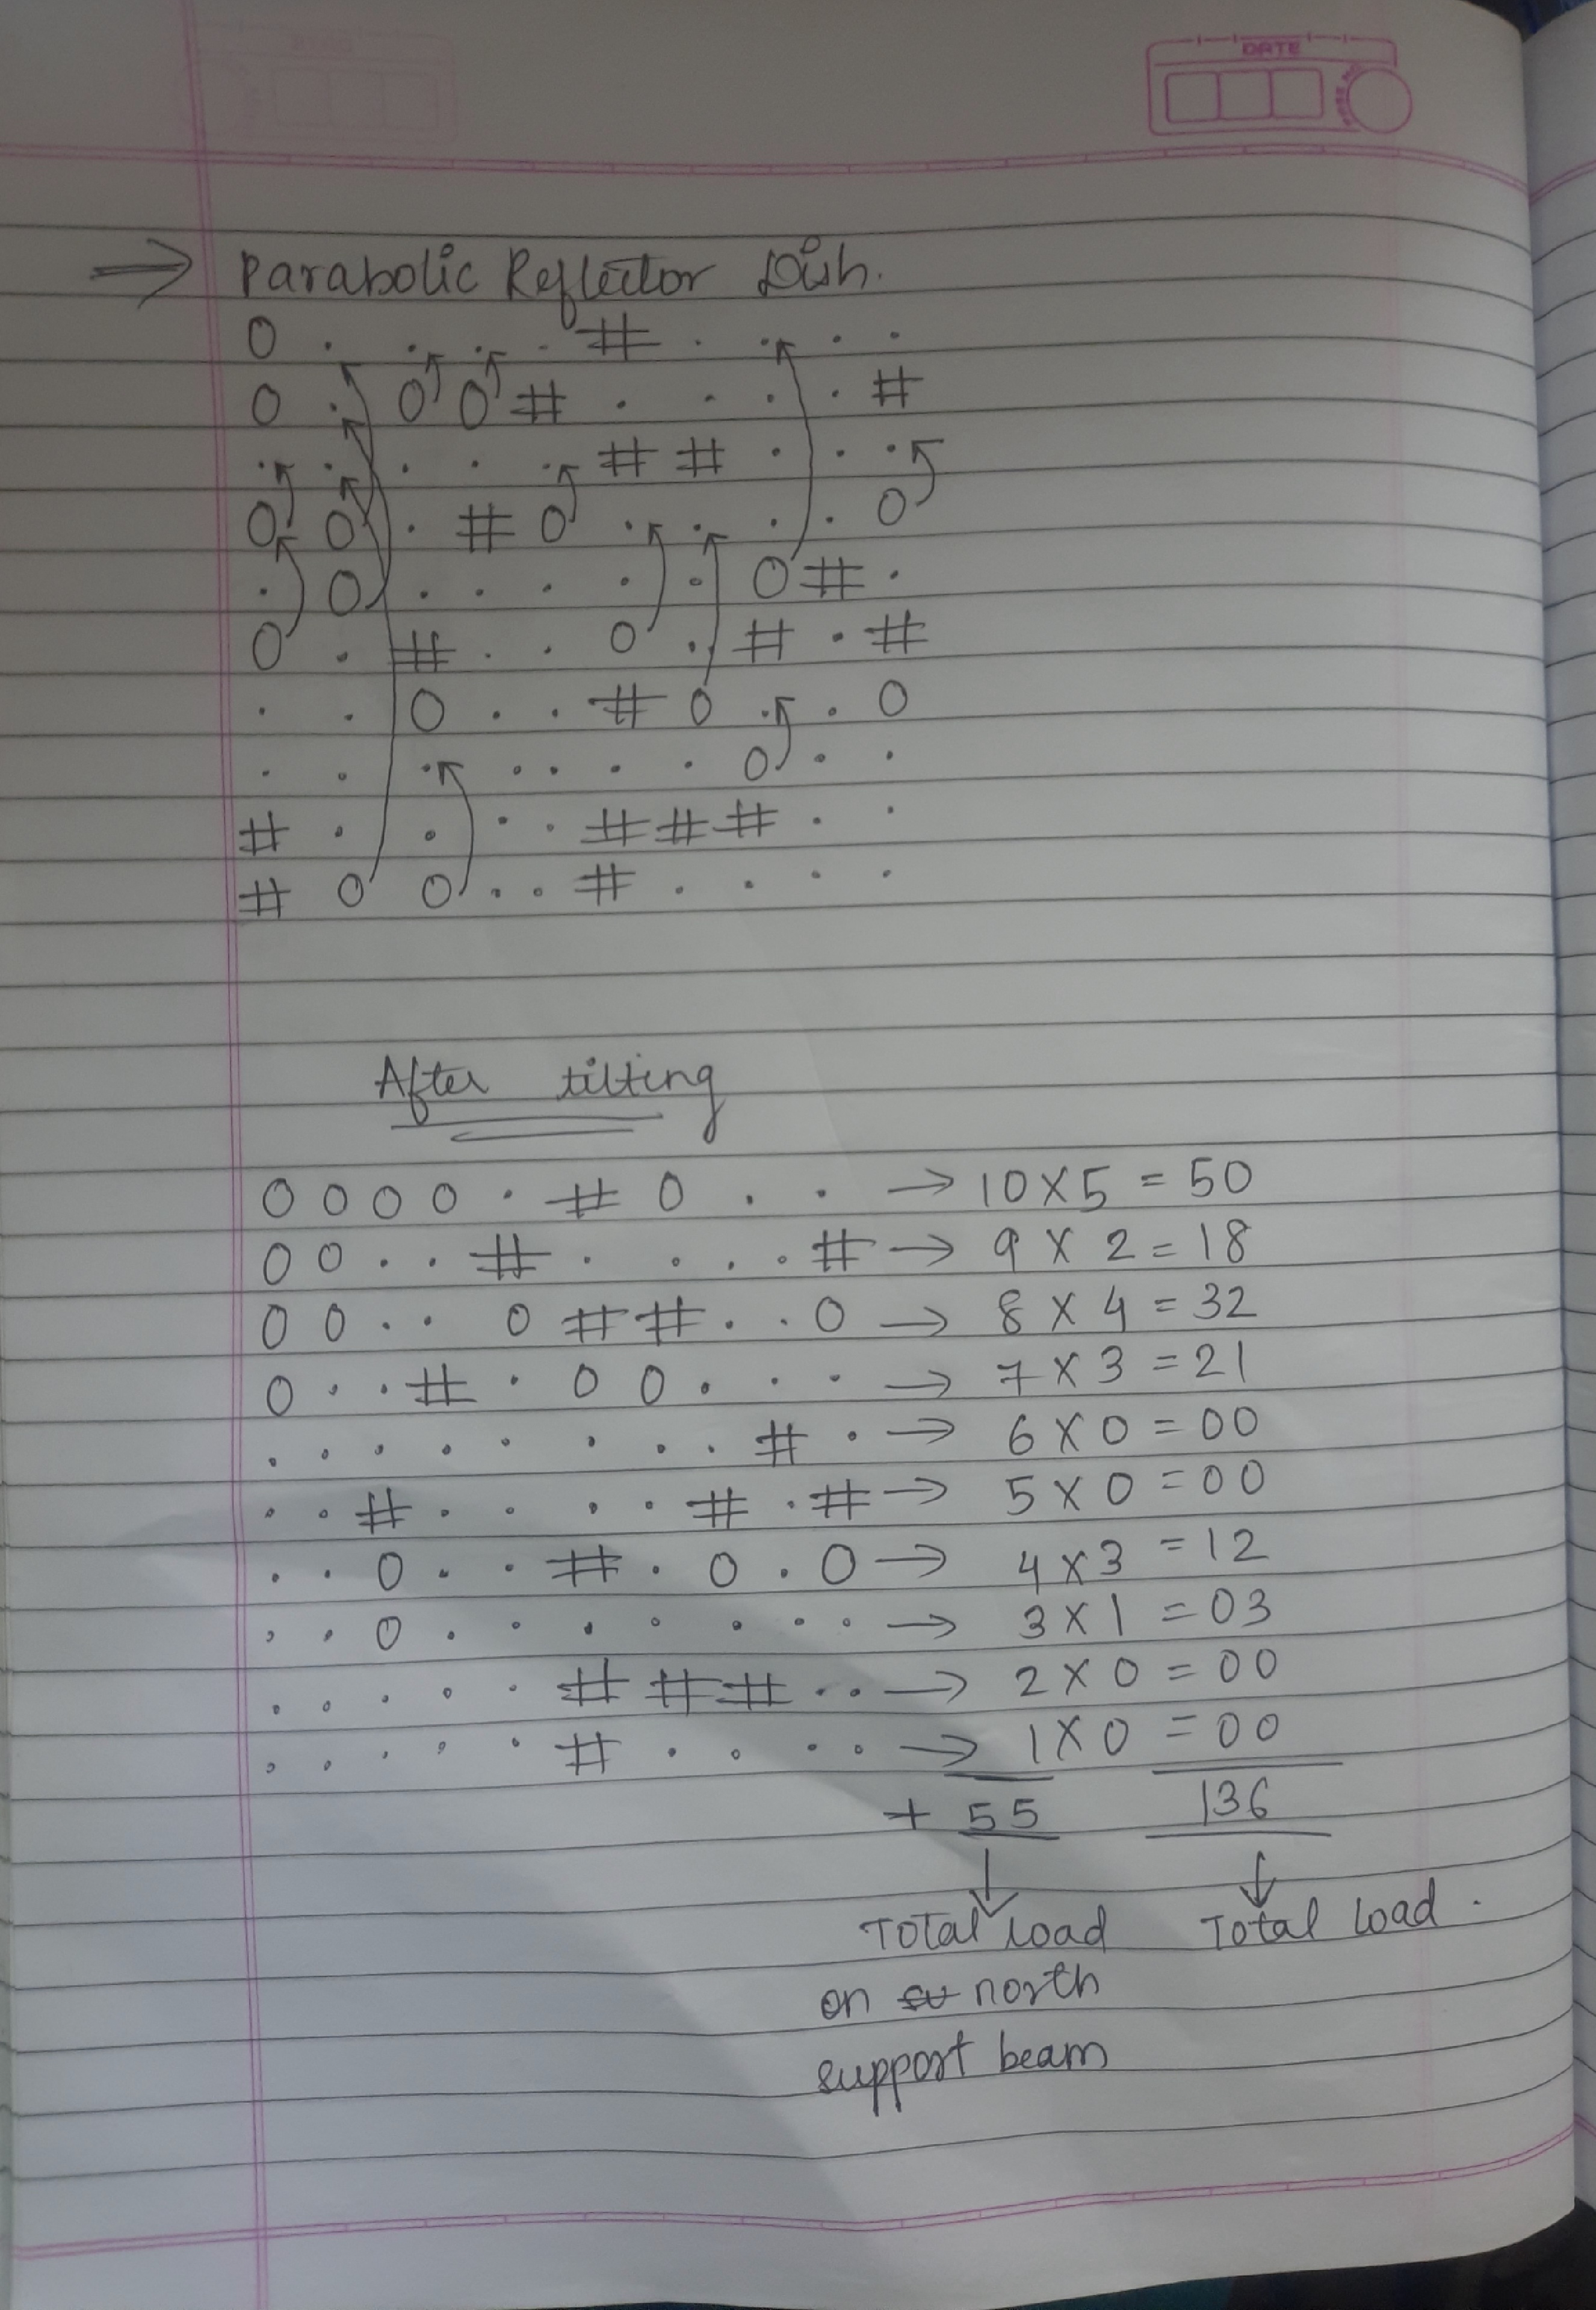 DATE
⇒ Parabolic Reflector Dish.
O . . . . # . . . .
O . O O # . . . . #
. . . . . # # . . .
O O . # O . . . . O
. O . . . . . O # .
O . # . . O . # . #
. . O . . # O . . O
. . . . . . . O . .
# . . . . # # # . .
# O O . . # . . . .
After tilting
O O O O . # O . . → 10 X 5 = 50
O O . . # . . . . # → 9 X 2 = 18
O O . . O # # . . O → 8 X 4 = 32
O . . # . O O . . . → 7 X 3 = 21
. . . . . . . . # . → 6 X 0 = 00
. . # . . . . # . # → 5 X 0 = 00
. . O . . # . O . O → 4 X 3 = 12
. . O . . . . . . . → 3 X 1 = 03
. . . . . # # # . . → 2 X 0 = 00
. . . . . # . . . . → 1 X 0 = 00
+ 55 136
↓ ↓
Total load Total load.
on north
support beam